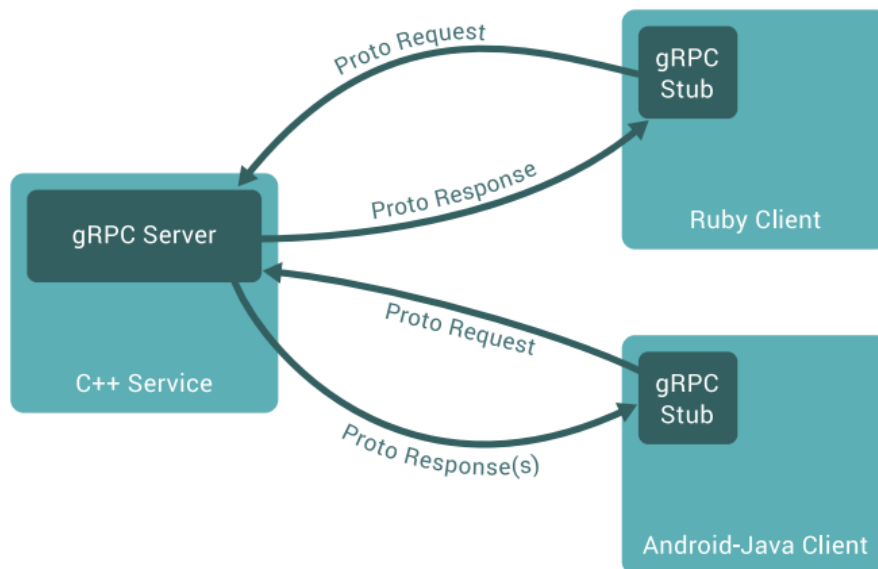 Proto Request
gRPC
Stub
Proto Response
Ruby Client
gRPC Server
C++ Service
Proto Request
gRPC
Stub
Proto Response(s)
Android-Java Client